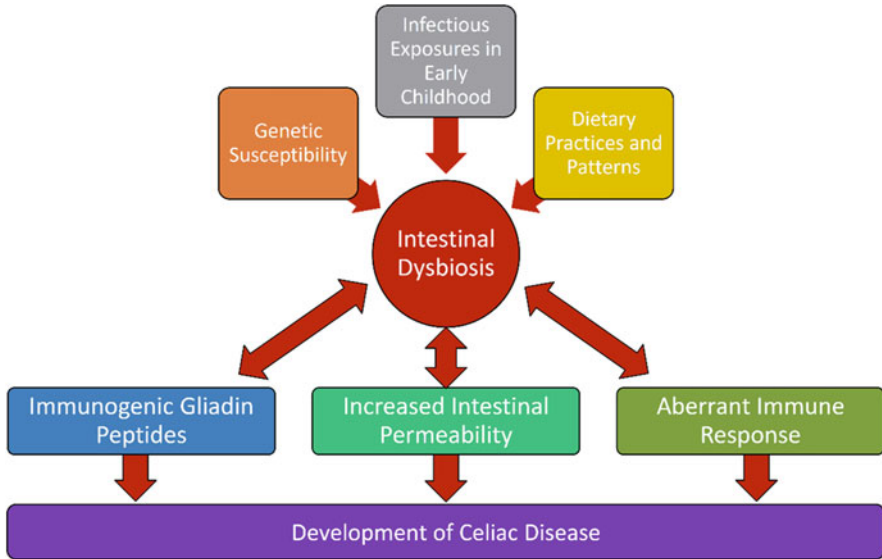 Infectious
Exposures in
Early
Childhood
Genetic
Susceptibility
Dietary
Practices and
Patterns
Intestinal
Dysbiosis
Immunogenic Gliadin
Peptides
Increased Intestinal
Permeability
Aberrant Immune
Response
Development of Celiac Disease